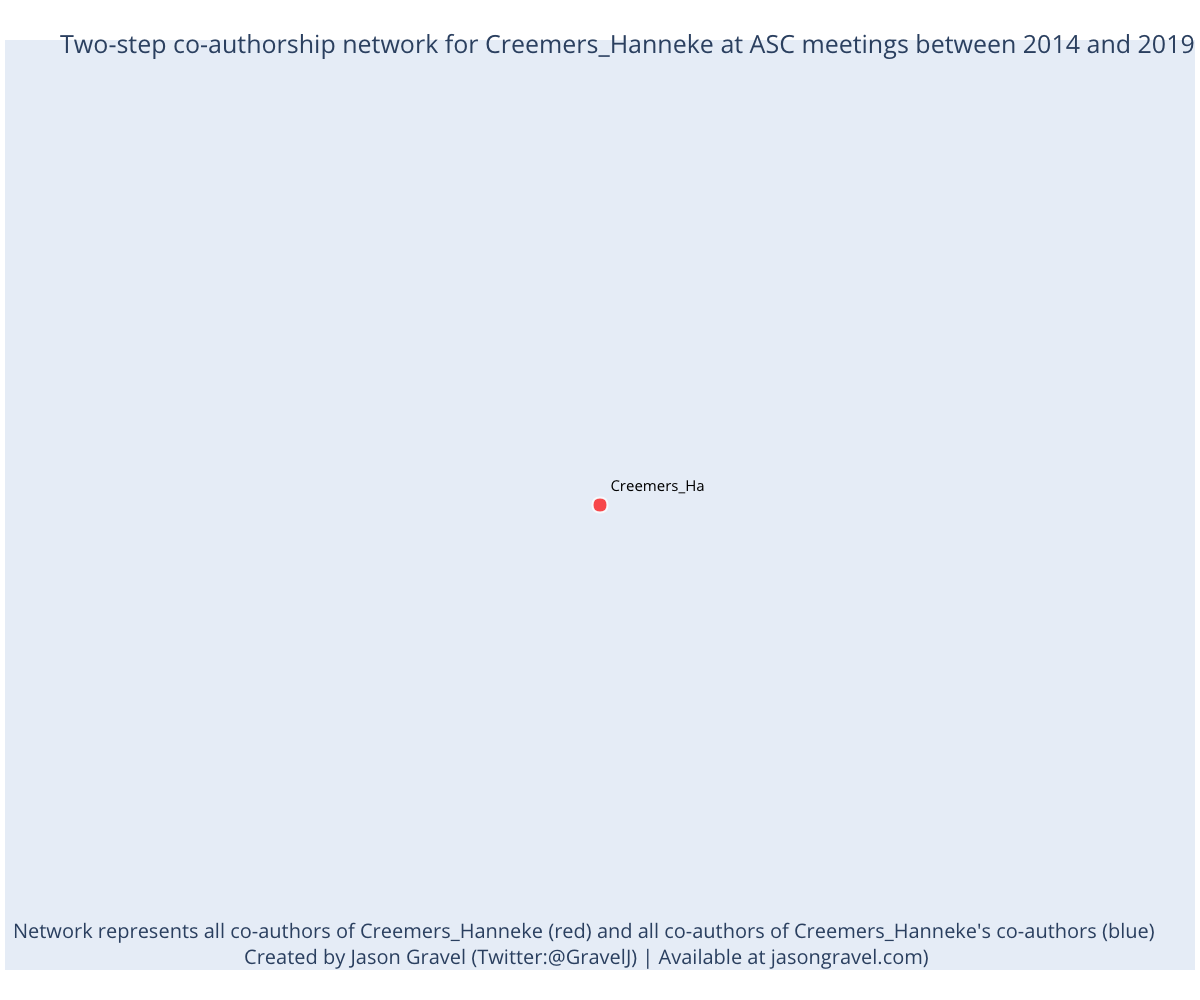 Two-step co-authorship network for Creemers_Hanneke at ASC meetings between 2014 and 2019
Creemers_Ha
Network represents all co-authors of Creemers_Hanneke (red) and all co-authors of Creemers_Hanneke's co-authors (blue)
Created by Jason Gravel (Twitter:@GravelJ) | Available at jasongravel.com)